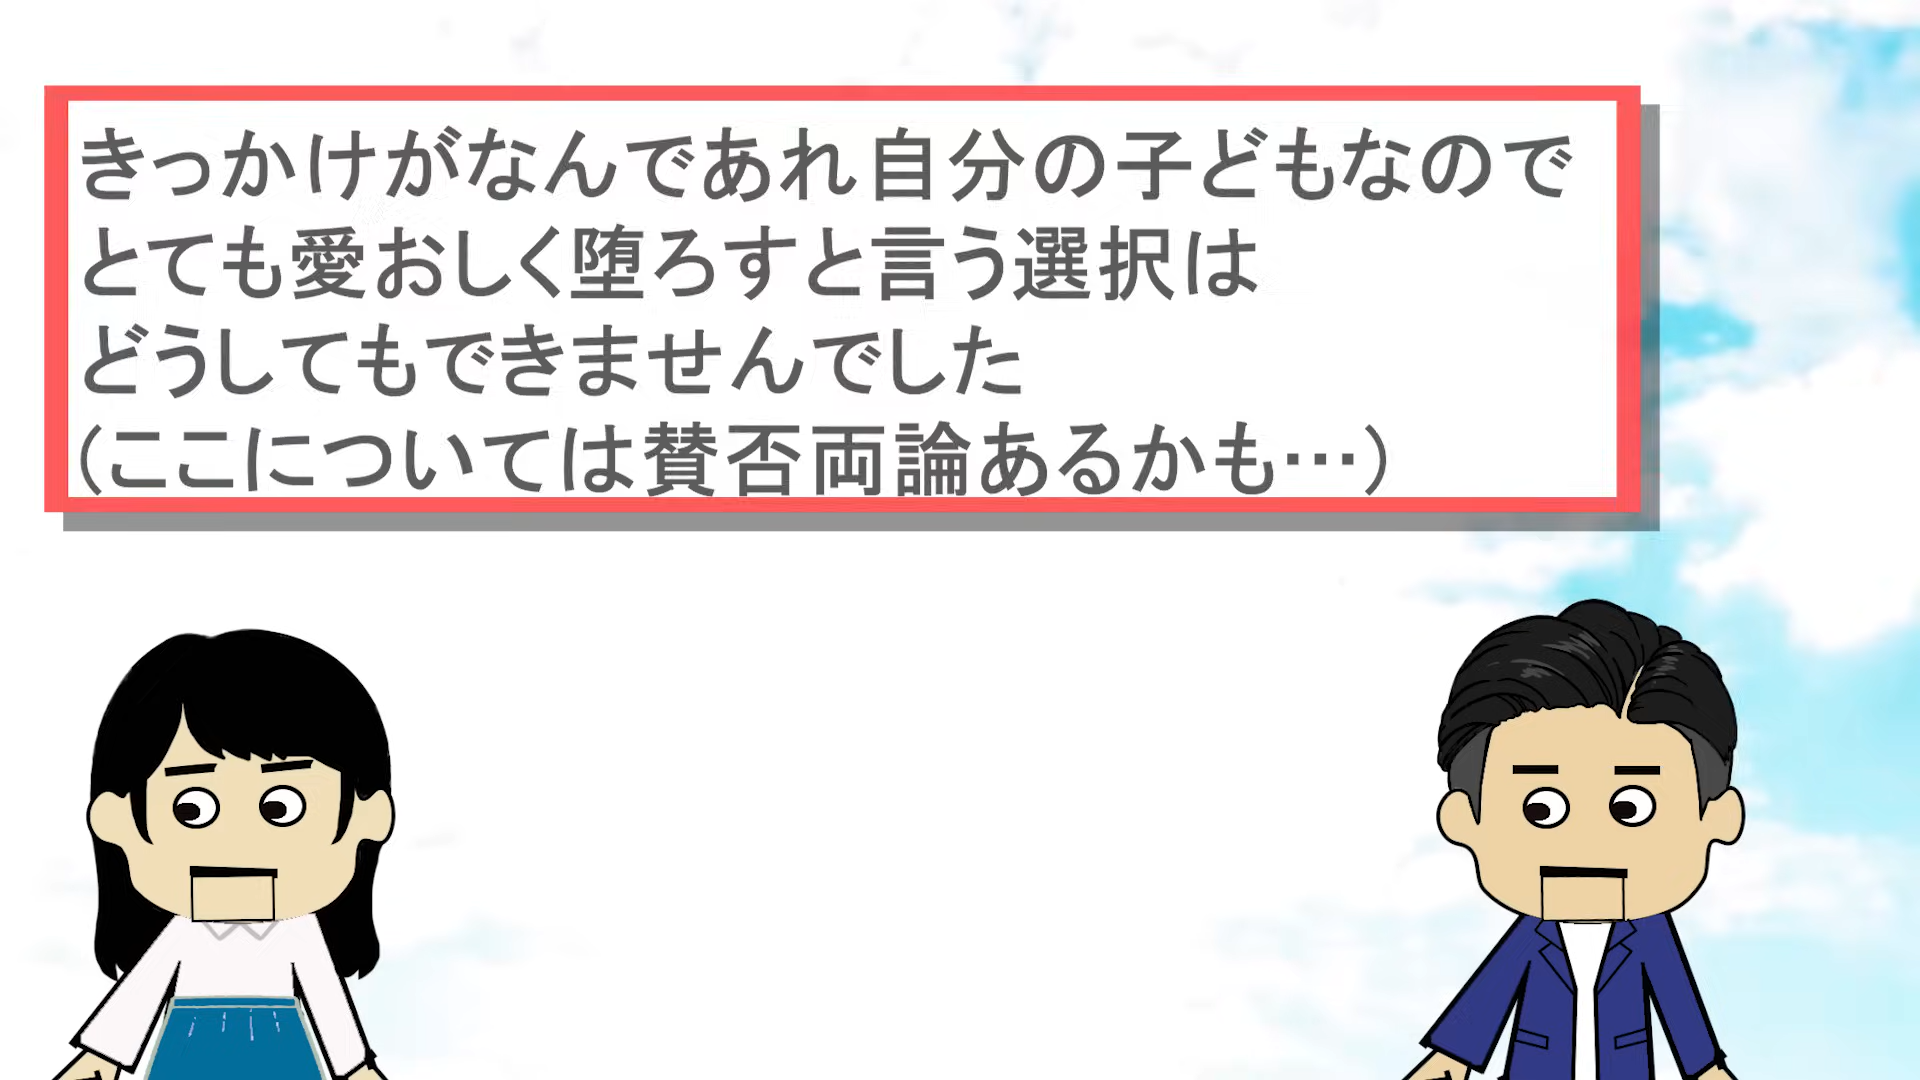 きっかけがなんであれ自分の子どもなので
とても愛おしく堕ろすと言う選択は
どうしてもできませんでした
(ここについては賛否両論あるかも…)